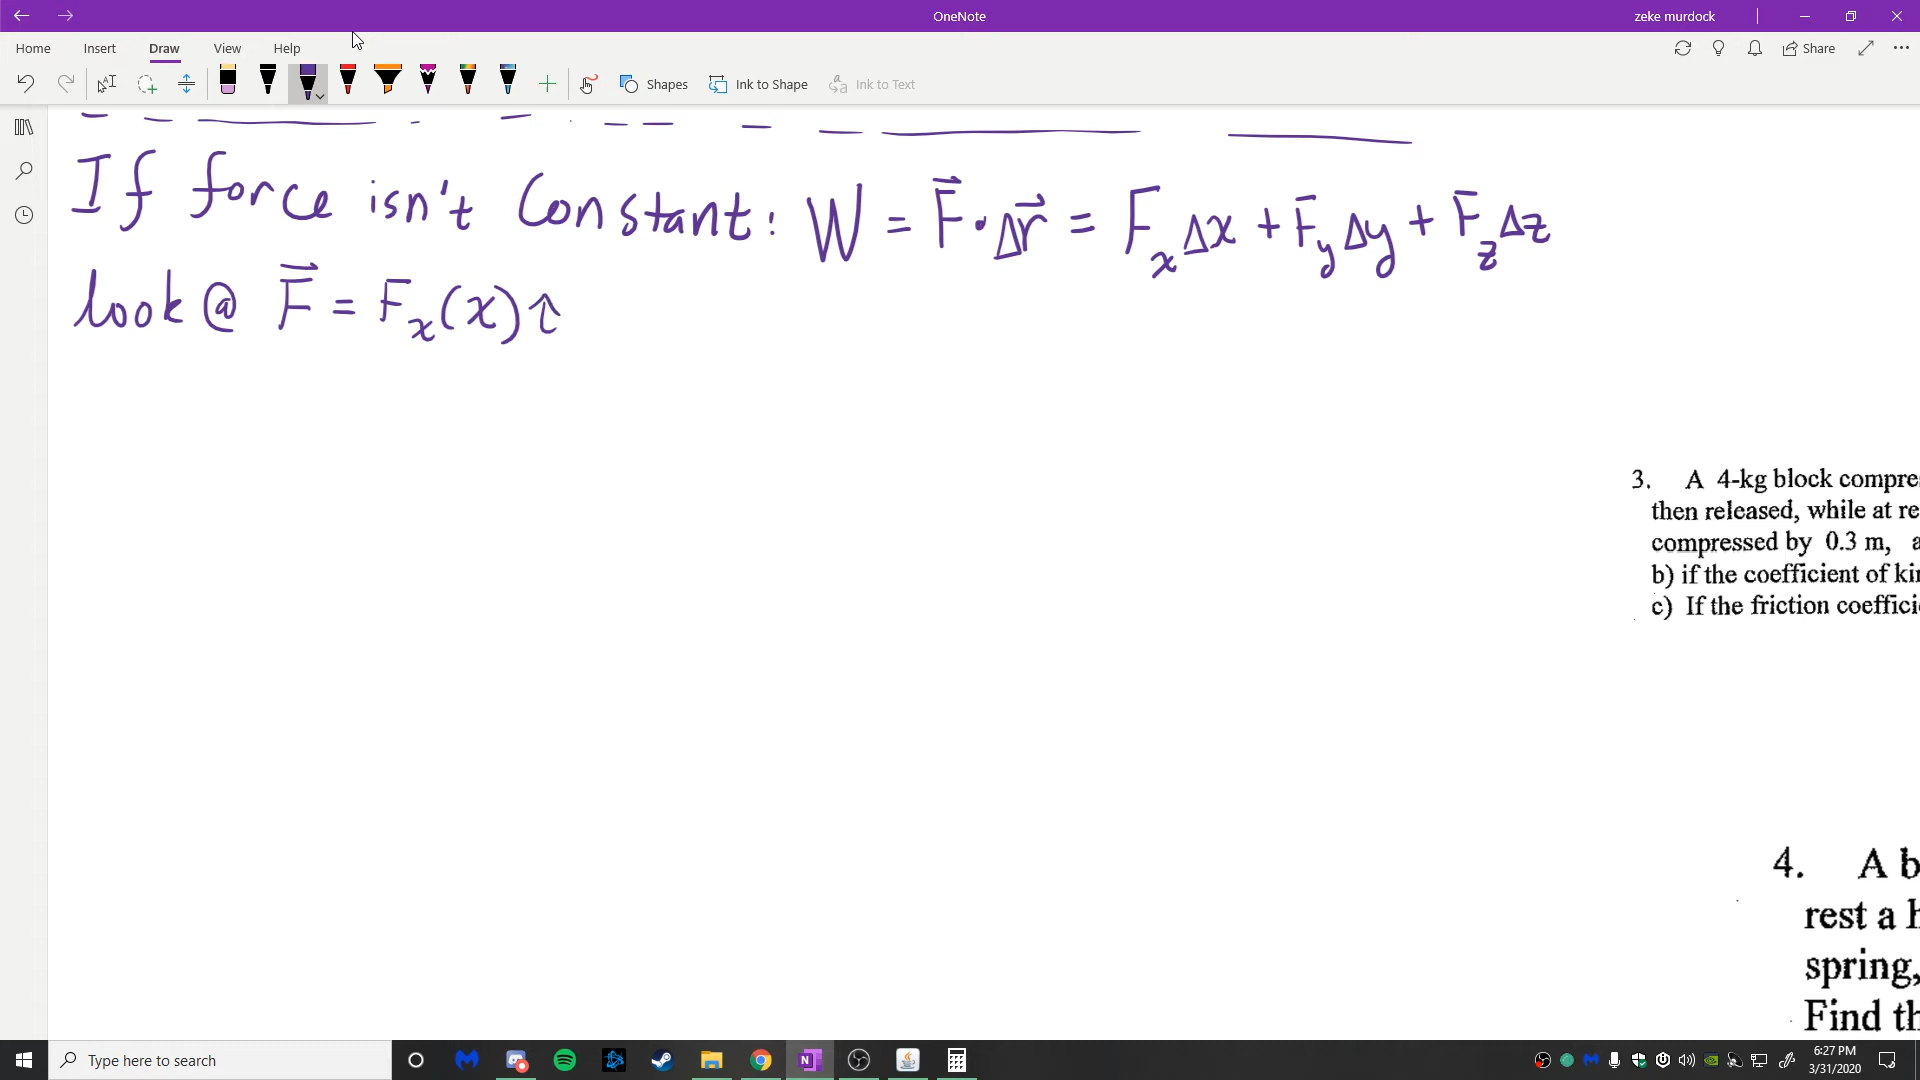 OneNote
zeke murdock
Home Insert Draw View Help
Share
Shapes Ink to Shape Ink to Text
If force isn't constant: W = F⃗ · Δr⃗ = FₓΔx + F_yΔy + F_zΔz
look @ F⃗ = Fₓ(x) î
3. A 4-kg block compre
then released, while at re
compressed by 0.3 m, a
b) if the coefficient of ki
c) If the friction coeffici
4. A b
rest a h
spring,
Find th
Type here to search
6:27 PM
3/31/2020